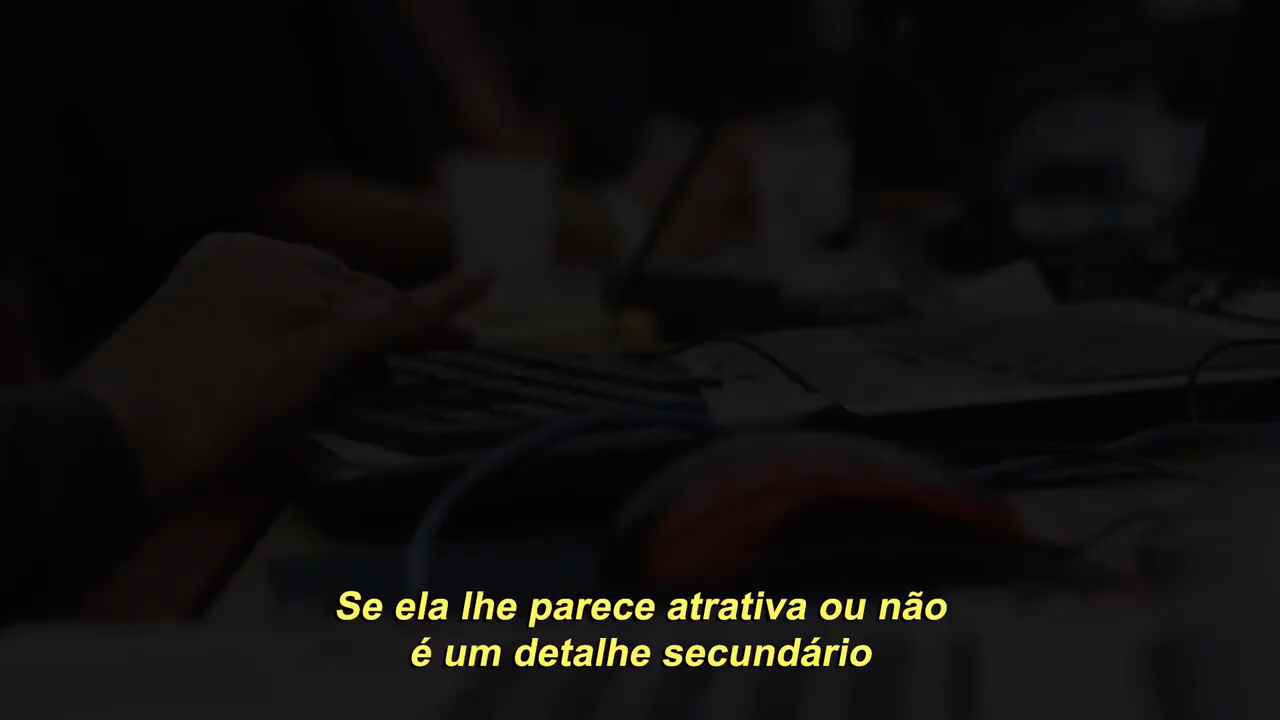 Se ela lhe parece atrativa ou não
é um detalhe secundário